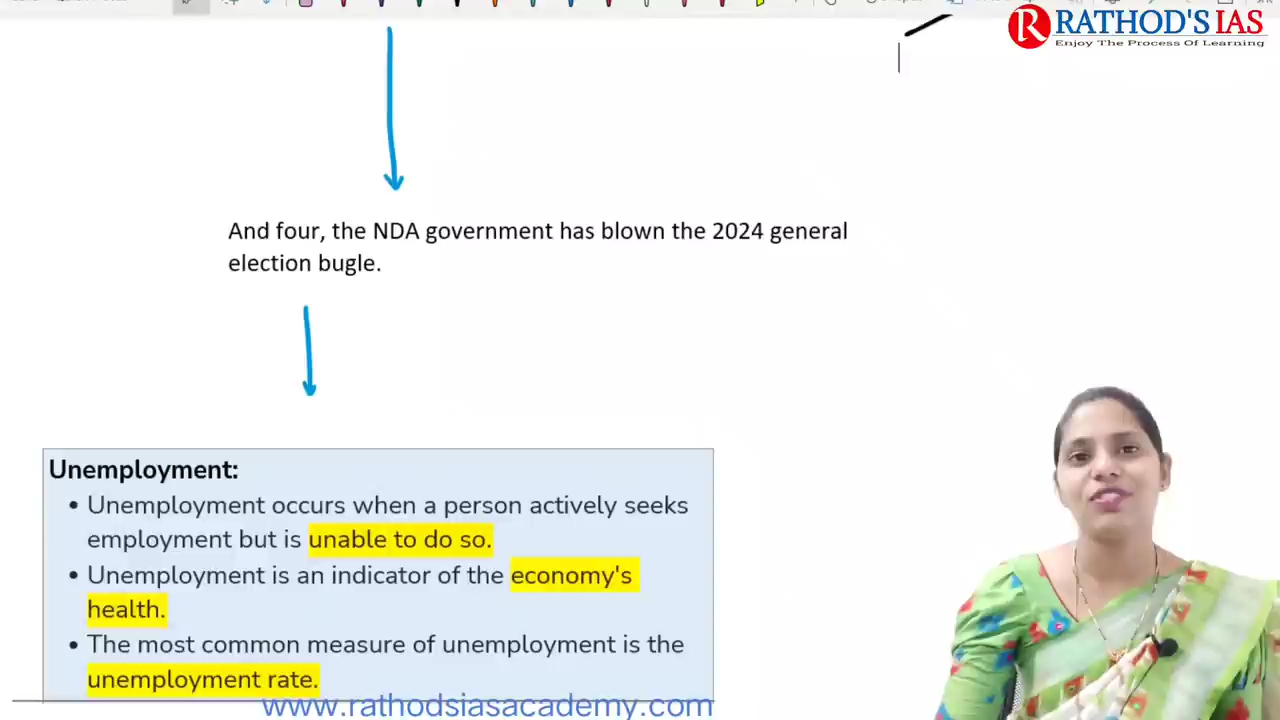 RATHOD'S IAS
Enjoy The Process Of Learning
And four, the NDA government has blown the 2024 general
election bugle.
Unemployment:
• Unemployment occurs when a person actively seeks
employment but is unable to do so.
• Unemployment is an indicator of the economy's
health.
• The most common measure of unemployment is the
unemployment rate.
www.rathodsiasacademy.com